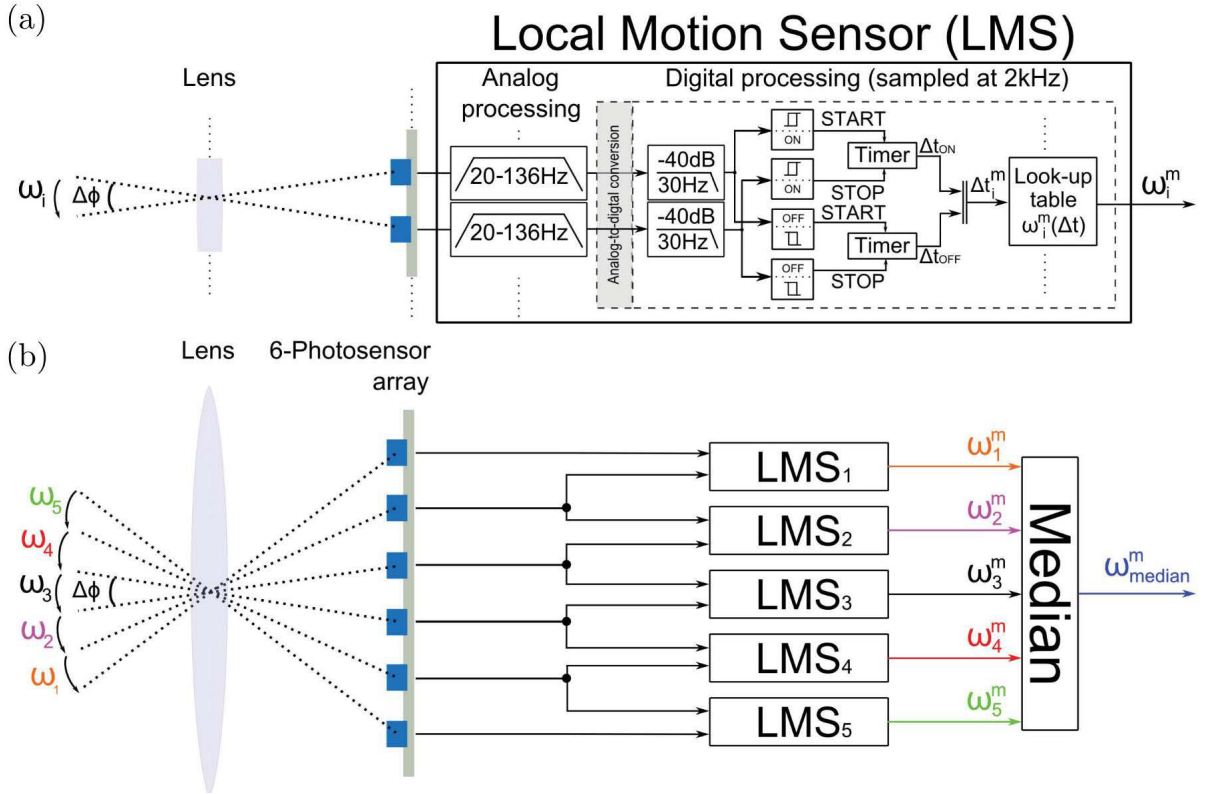 (a)
Local Motion Sensor (LMS)
Lens
Analog
processing
Digital processing (sampled at 2kHz)
ωi
Δϕ
20-136Hz
20-136Hz
Analog-to-digtal conversion
-40dB
30Hz
-40dB
30Hz
ON
START
ON
STOP
OFF
START
OFF
STOP
Timer
ΔtON
Timer
ΔtOFF
Δtᵢᵐ
Look-up
table
ωᵢᵐ(Δt)
ωᵢᵐ
(b)
Lens
6-Photosensor
array
ω5
ω4
ω3
Δϕ
ω2
ω1
LMS1
LMS2
LMS3
LMS4
LMS5
ω₁ᵐ
ω₂ᵐ
ω₃ᵐ
ω₄ᵐ
ω₅ᵐ
Median
ωᵐmedian